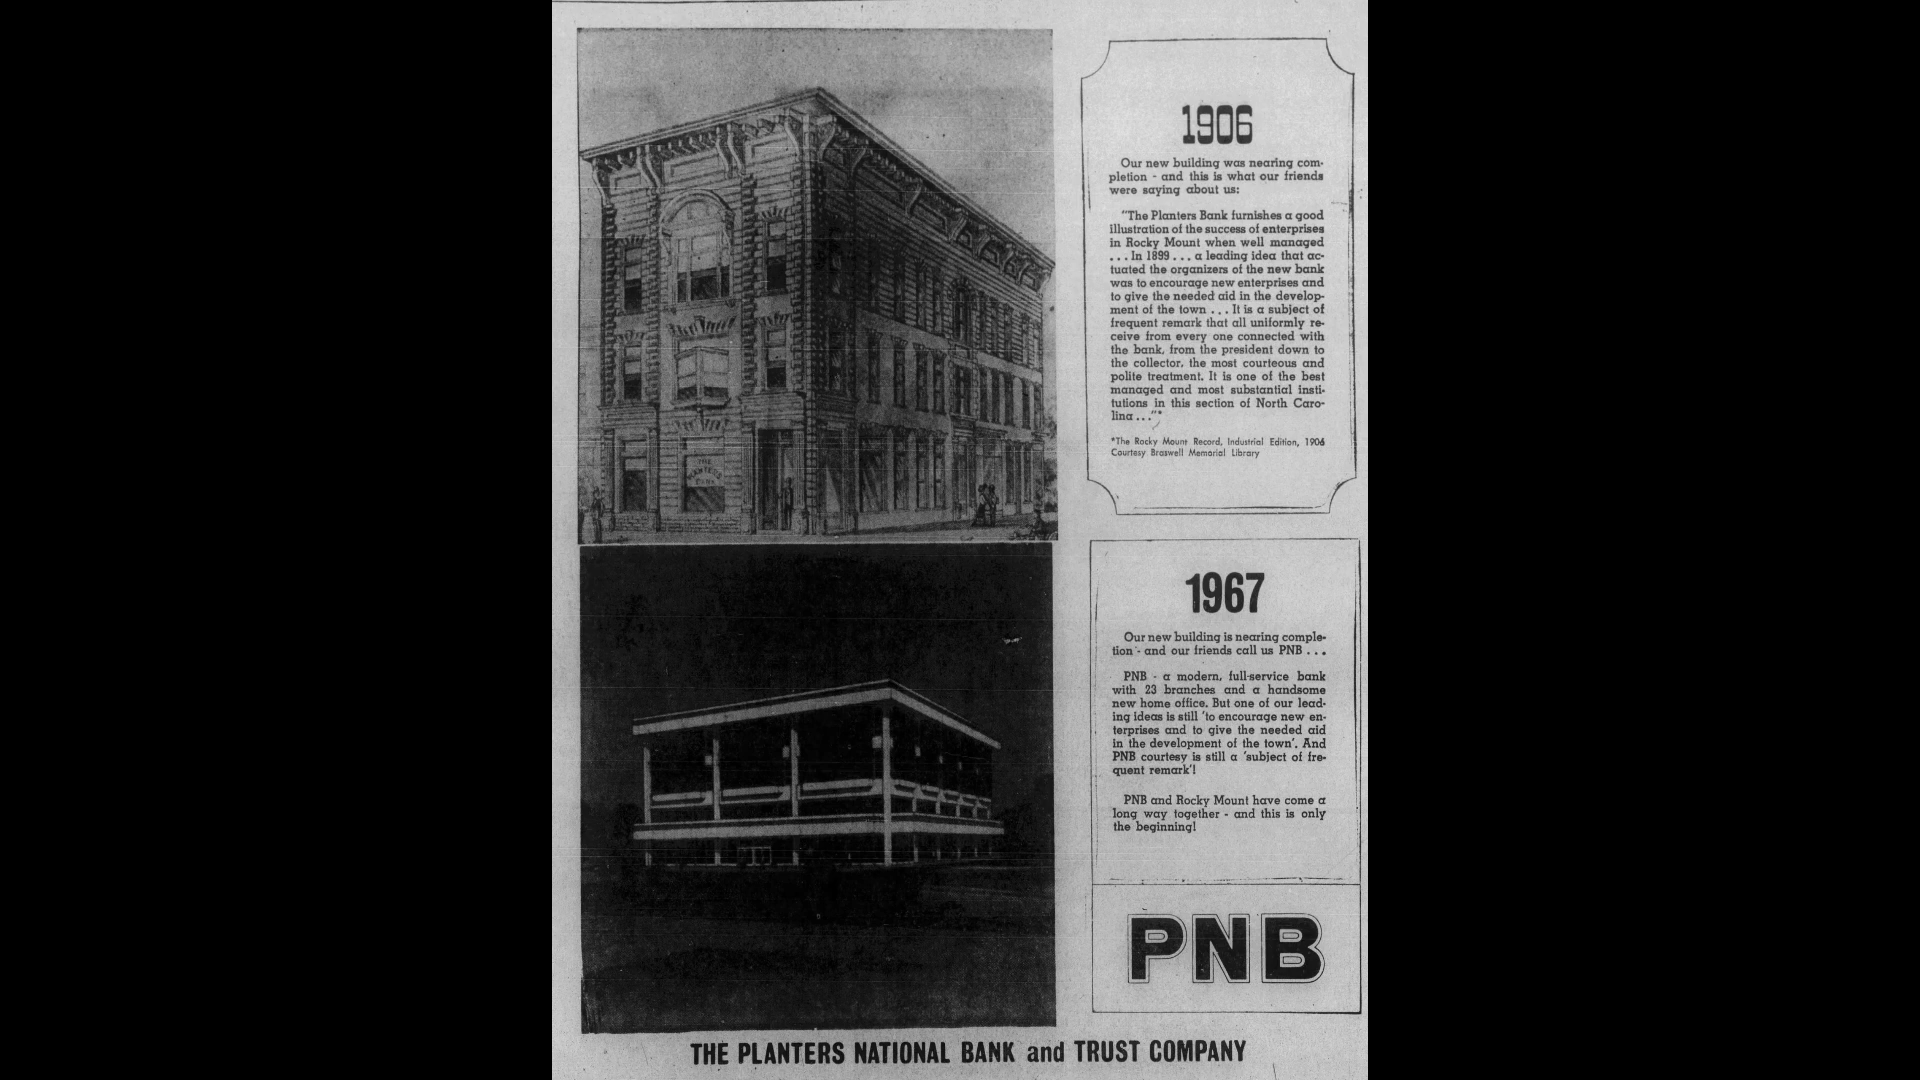 THE
PLANTERS
BANK
1906
Our new building was nearing com-
pletion - and this is what our friends
were saying about us:
"The Planters Bank furnishes a good
illustration of the success of enterprises
in Rocky Mount when well managed
... In 1899 ... a leading idea that ac-
tuated the organizers of the new bank
was to encourage new enterprises and
to give the needed aid in the develop-
ment of the town ... It is a subject of
frequent remark that all uniformly re-
ceive from every one connected with
the bank, from the president down to
the collector, the most courteous and
polite treatment. It is one of the best
managed and most substantial insti-
tutions in this section of North Caro-
lina ..."*
*The Rocky Mount Record, Industrial Edition, 1906
Courtesy Braswell Memorial Library
1967
Our new building is nearing comple-
tion - and our friends call us PNB ...
PNB - a modern, full-service bank
with 23 branches and a handsome
new home office. But one of our lead-
ing ideas is still 'to encourage new en-
terprises and to give the needed aid
in the development of the town'. And
PNB courtesy is still a 'subject of fre-
quent remark'!
PNB and Rocky Mount have come a
long way together - and this is only
the beginning!
PNB
THE PLANTERS NATIONAL BANK and TRUST COMPANY